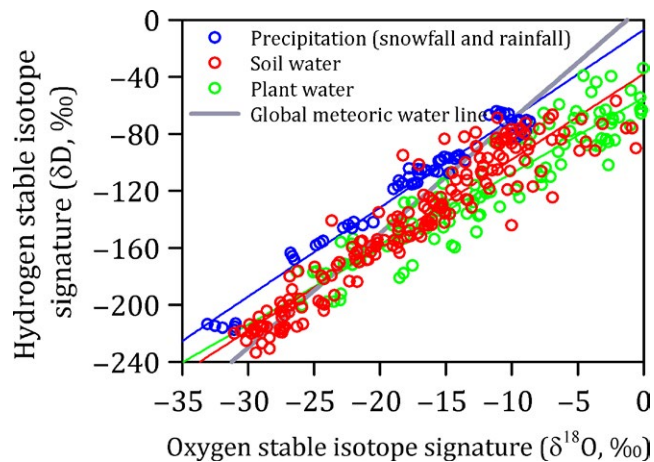 Hydrogen stable isotope
signature (δD, ‰)
0
−40
−80
−120
−160
−200
−240
Precipitation (snowfall and rainfall)
Soil water
Plant water
Global meteoric water line
−35
−30
−25
−20
−15
−10
−5
0
Oxygen stable isotope signature (δ¹⁸O, ‰)